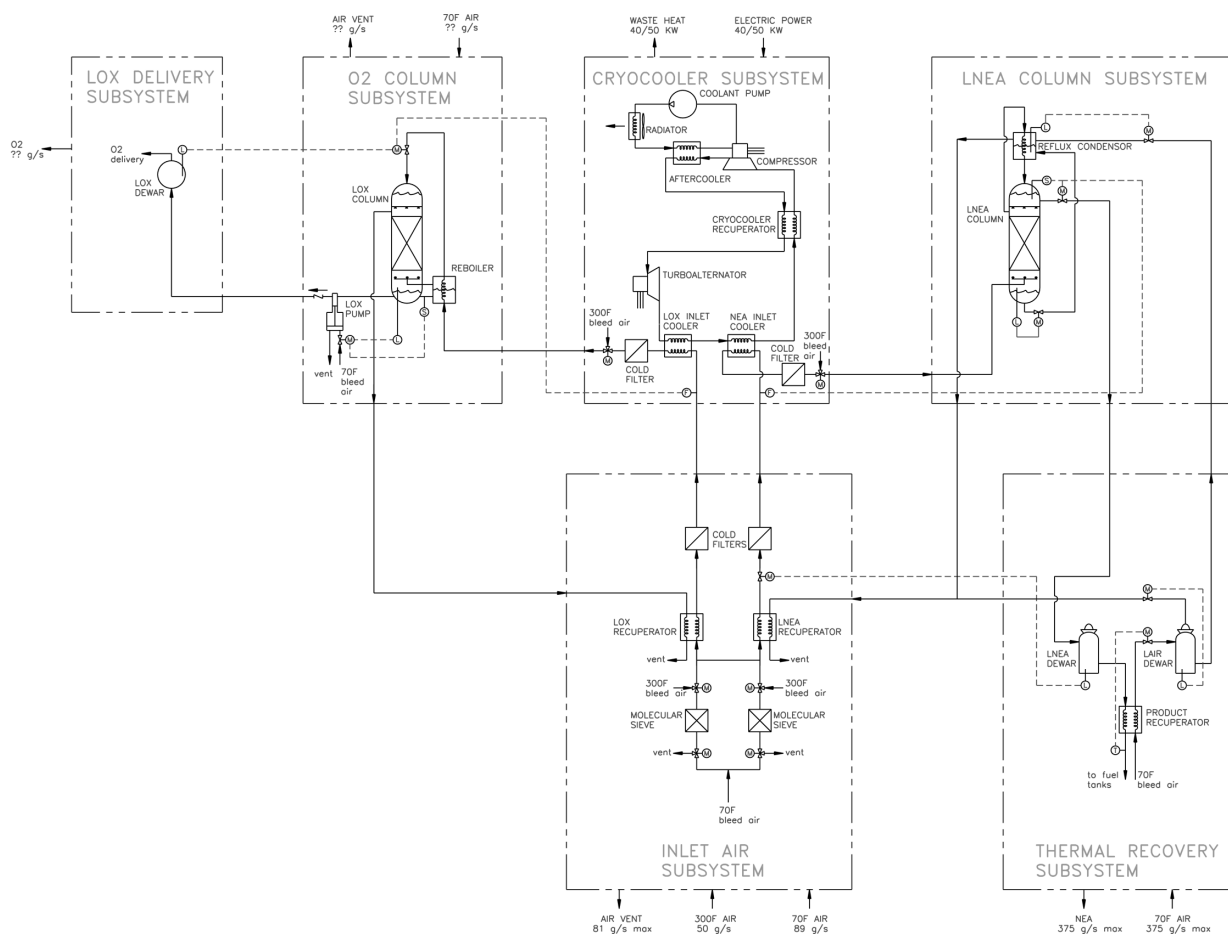 AIR VENT
?? g/s
70F AIR
?? g/s
WASTE HEAT
40/50 KW
ELECTRIC POWER
40/50 KW
LOX DELIVERY
SUBSYSTEM
O2 COLUMN
SUBSYSTEM
CRYOCOOLER SUBSYSTEM
LNEA COLUMN SUBSYSTEM
O2
?? g/s
O2
delivery
L
LOX
DEWAR
M
LOX
COLUMN
REBOILER
LOX
PUMP
S
M
L
vent
70F
bleed
air
COOLANT PUMP
RADIATOR
COMPRESSOR
AFTERCOOLER
CRYOCOOLER
RECUPERATOR
TURBOALTERNATOR
300F
bleed air
LOX INLET
COOLER
NEA INLET
COOLER
300F
bleed
air
M
COLD
FILTER
COLD
FILTER
M
F
F
L
M
REFLUX CONDENSOR
S
M
LNEA
COLUMN
L
M
COLD
FILTERS
M
LOX
RECUPERATOR
LNEA
RECUPERATOR
vent
vent
300F
bleed air
M
M
300F
bleed air
MOLECULAR
SIEVE
MOLECULAR
SIEVE
vent
M
M
vent
70F
bleed air
INLET AIR
SUBSYSTEM
M
M
LNEA
DEWAR
LAIR
DEWAR
L
L
PRODUCT
RECUPERATOR
T
to fuel
tanks
70F
bleed air
THERMAL RECOVERY
SUBSYSTEM
AIR VENT
81 g/s max
300F AIR
50 g/s
70F AIR
89 g/s
NEA
375 g/s max
70F AIR
375 g/s max